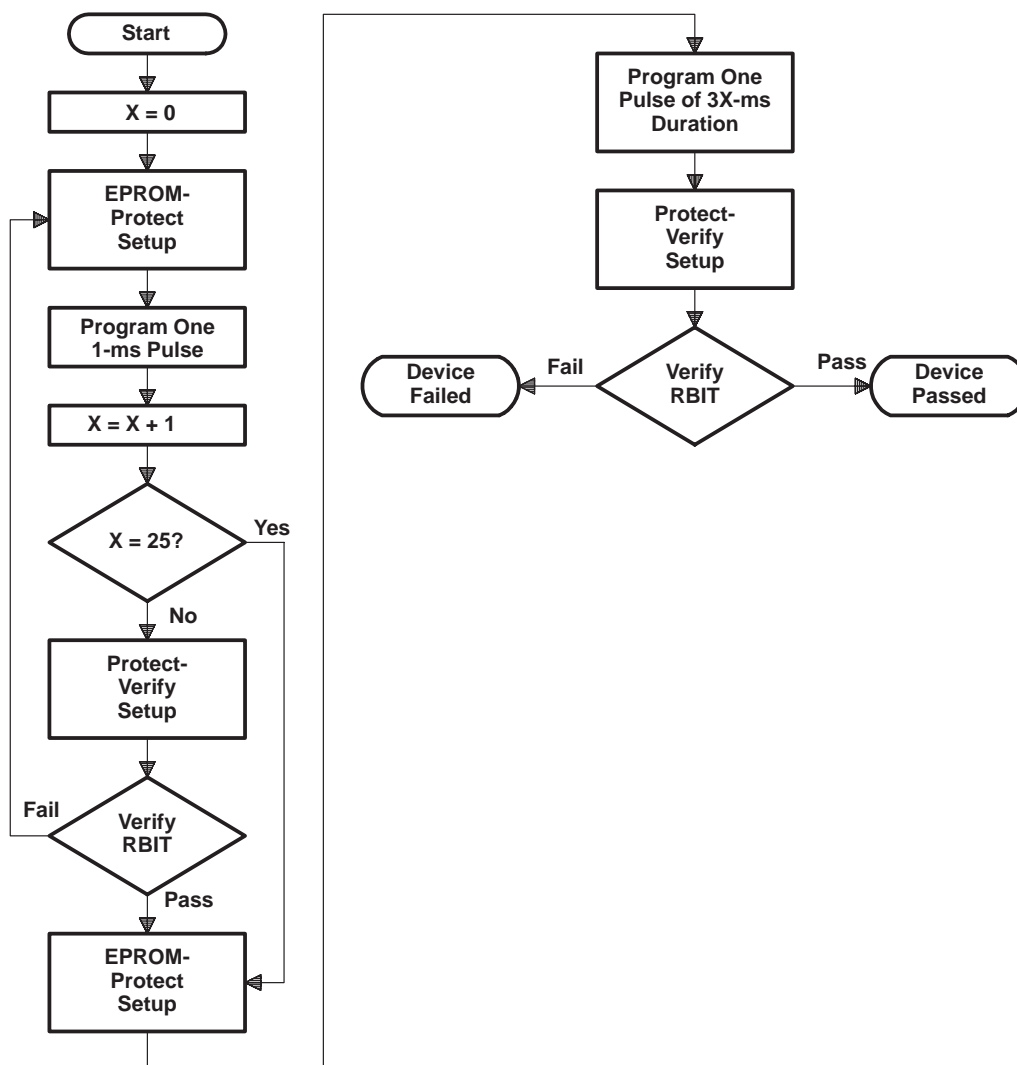 Start
X = 0
EPROM-
Protect
Setup
Program One
1-ms Pulse
X = X + 1
X = 25?
Yes
No
Protect-
Verify
Setup
Fail
Verify
RBIT
Pass
EPROM-
Protect
Setup
Program One
Pulse of 3X-ms
Duration
Protect-
Verify
Setup
Device
Failed
Fail
Verify
RBIT
Pass
Device
Passed